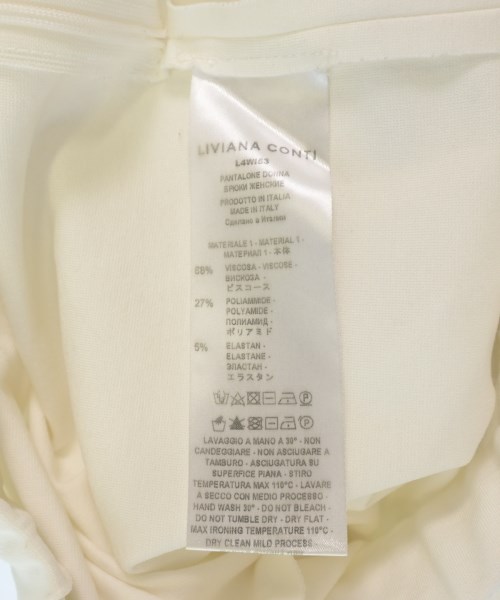 LIVIANA CONTI
L4WI63
PANTALONE DONNA
БРЮКИ ЖЕНСКИЕ
PRODOTTO IN ITALIA
MADE IN ITALY
Сделано в Италии
MATERIALE 1 - MATERIAL 1 -
МАТЕРИАЛ 1 - 本体
68% VISCOSA - VISCOSE -
ВИСКОЗА -
ビスコース
27% POLIAMMIDE -
POLYAMIDE -
ПОЛИАМИД -
ポリアミド
5% ELASTAN -
ELASTANE -
ЭЛАСТАН -
エラスタン
LAVAGGIO A MANO A 30° - NON
CANDEGGIARE - NON ASCIUGARE A
TAMBURO - ASCIUGATURA SU
SUPERFICE PIANA - STIRO
TEMPERATURA MAX 110°C - LAVARE
A SECCO CON MEDIO PROCESSO -
HAND WASH 30° - DO NOT BLEACH -
DO NOT TUMBLE DRY - DRY FLAT -
MAX IRONING TEMPERATURE 110°C -
DRY CLEAN MILD PROCESS -